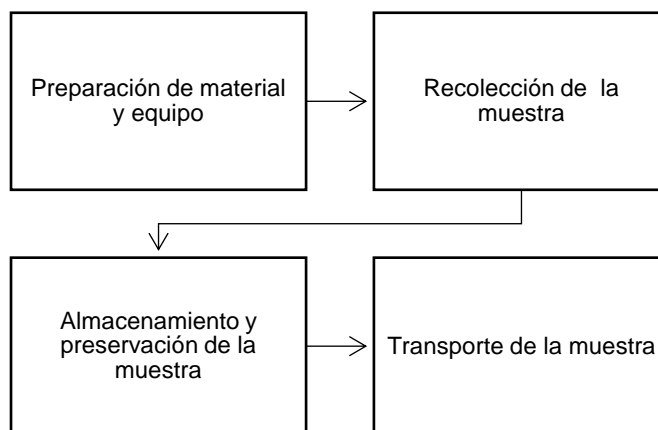 Preparación de material
y equipo
Recolección de la
muestra
Almacenamiento y
preservación de la
muestra
Transporte de la muestra